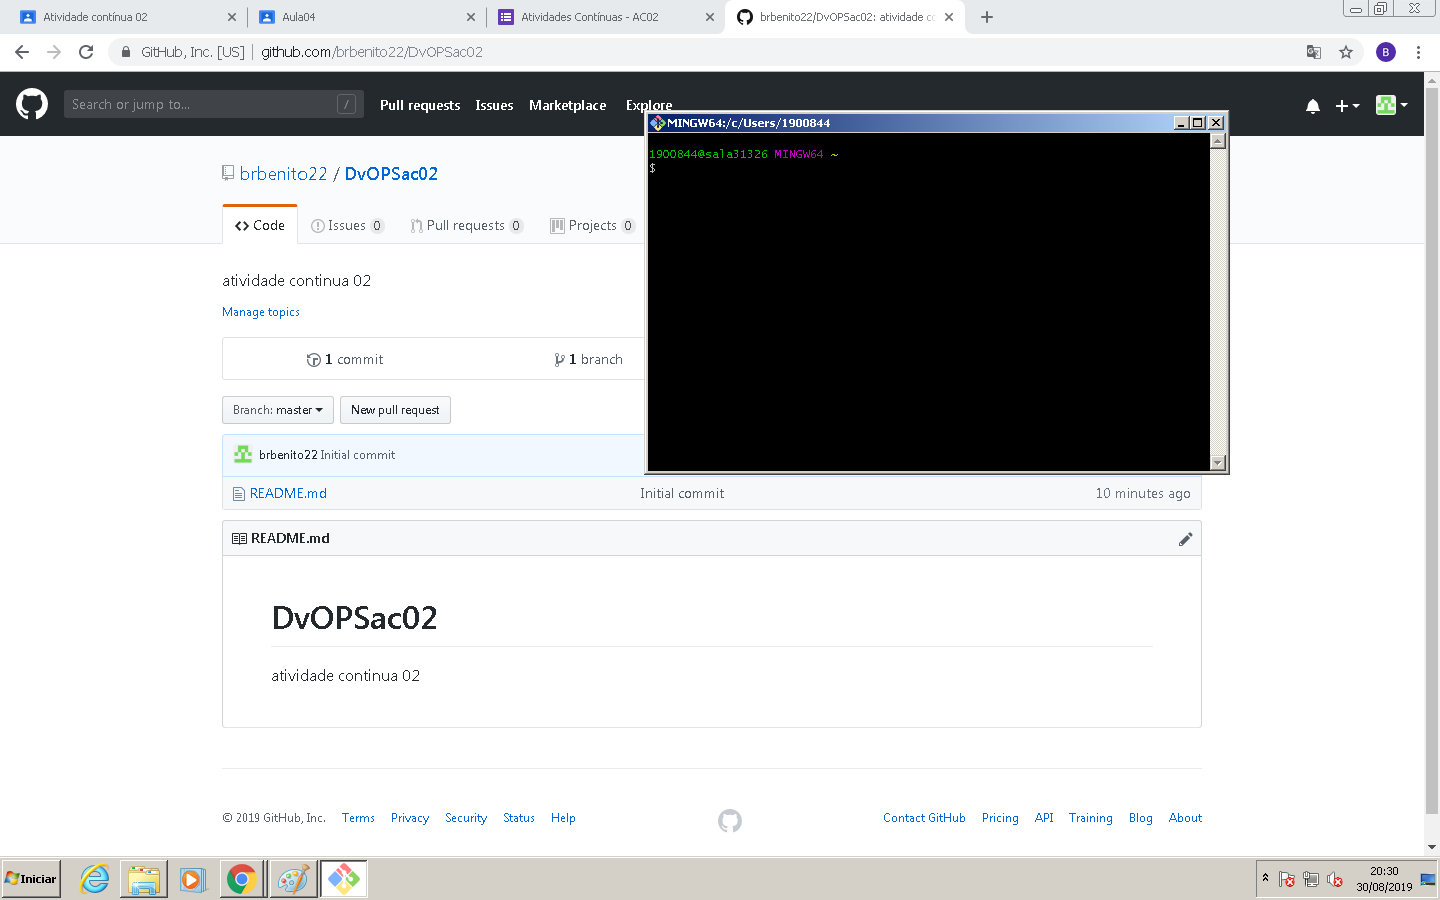 Atividade contínua 02
Aula04
Atividades Contínuas - AC02
brbenito22/DvOPSac02: atividade co
GitHub, Inc. [US]
github.com/brbenito22/DvOPSac02
B
Search or jump to...
/
Pull requests
Issues
Marketplace
Explore
MINGW64:/c/Users/1900844
1900844@sala31326 MINGW64 ~
$
brbenito22 / DvOPSac02
Code
Issues 0
Pull requests 0
Projects 0
atividade continua 02
Manage topics
1 commit
1 branch
Branch: master
New pull request
brbenito22 Initial commit
README.md
Initial commit
10 minutes ago
README.md
DvOPSac02
atividade continua 02
© 2019 GitHub, Inc.
Terms
Privacy
Security
Status
Help
Contact GitHub
Pricing
API
Training
Blog
About
Iniciar
20:30
30/08/2019